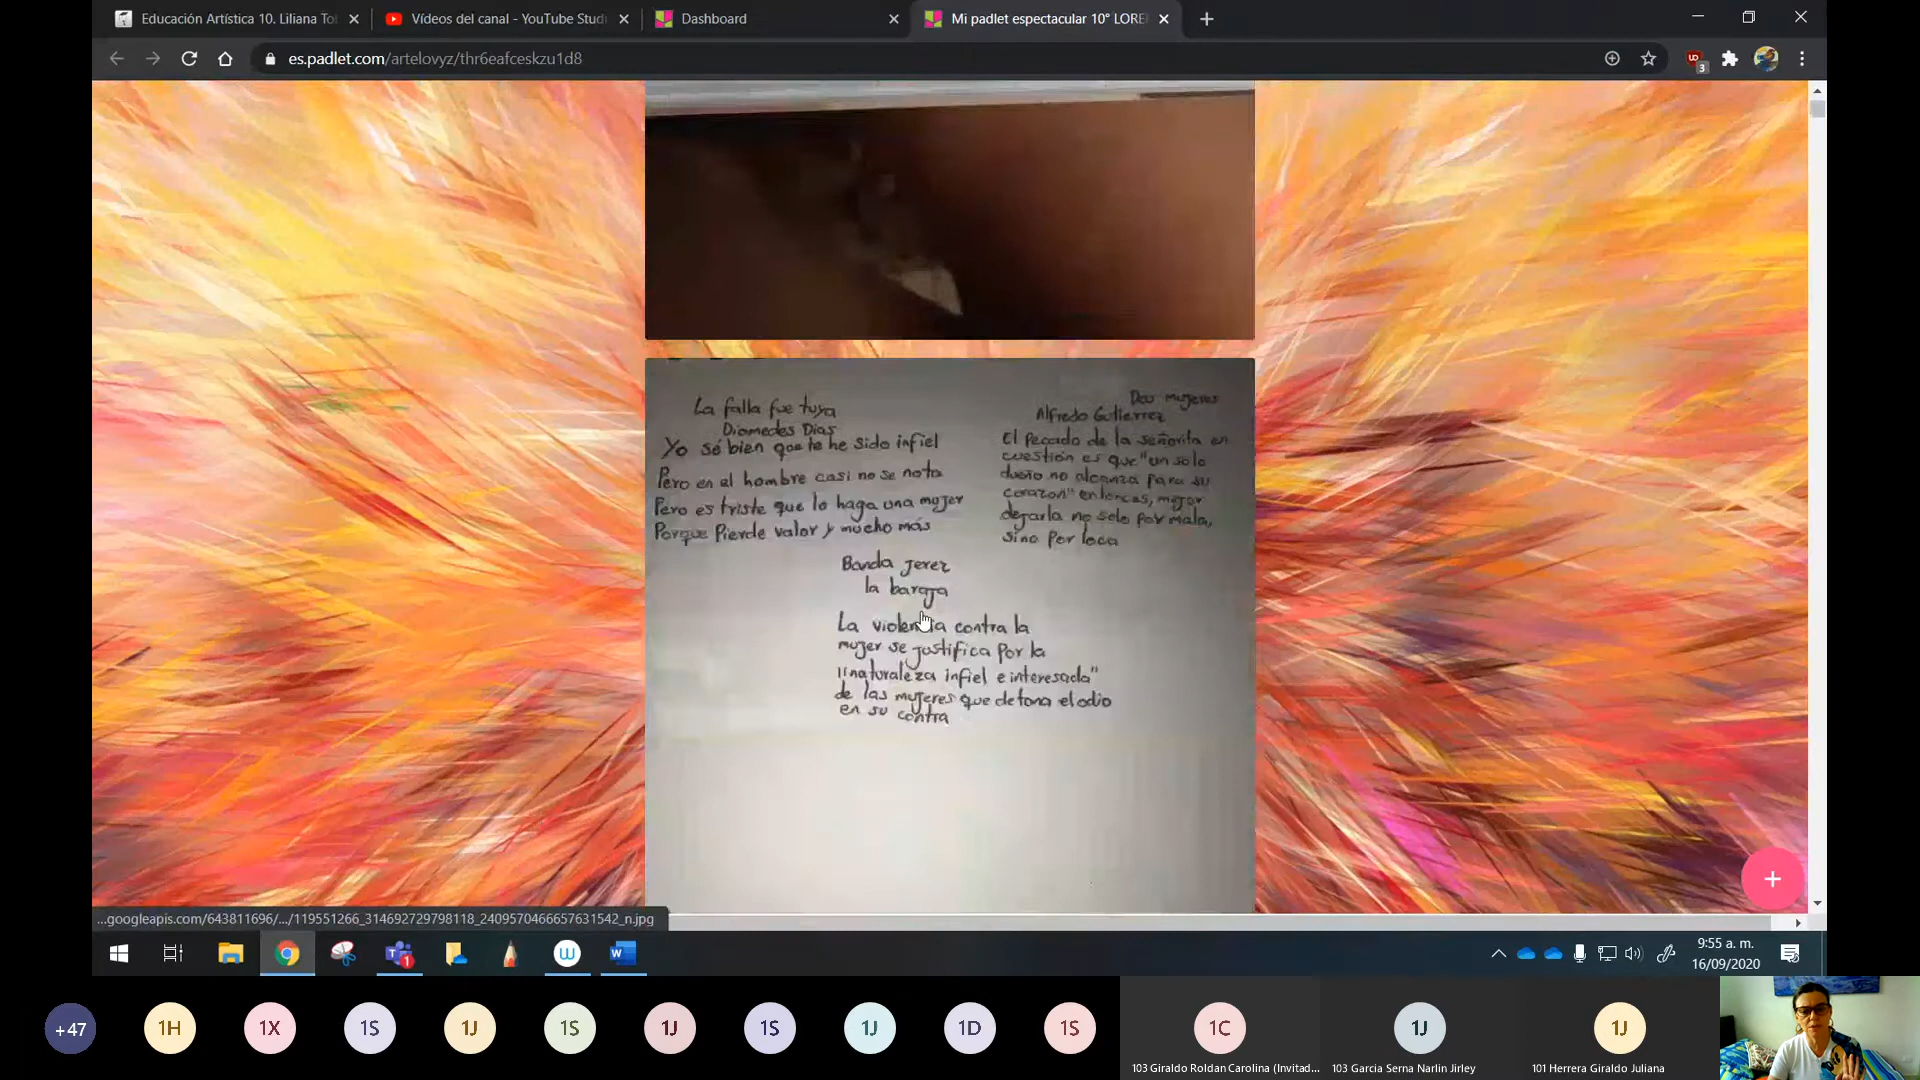 Educación Artística 10. Liliana Tol
Vídeos del canal - YouTube Studi
Dashboard
Mi padlet espectacular 10° LORE
es.padlet.com/artelovyz/thr6eafceskzu1d8
3
La falla fue tuya
Diomedes Dias
Yo sé bien que te he sido infiel
Pero en el hombre casi no se nota
Pero es triste que lo haga una mujer
Porque Pierde valor y mucho más
Dos mujeres
Alfredo Gutierrez
El Pecado de la señorita en
cuestión es que "un solo
dueño no alcanza para su
corazon" entonces, mejor
dejarla no solo por mala,
sino por loca
Banda Jerez
la baraja
La violencia contra la
mujer se justifica por la
"naturaleza infiel e interesada"
de las mujeres que detona el odio
en su contra
...googleapis.com/643811696/.../119551266_314692729798118_2409570466657631542_n.jpg
1
9:55 a. m.
16/09/2020
+47
1H
1X
1S
1J
1S
1J
1S
1J
1D
1S
1C
1J
1J
103 Giraldo Roldan Carolina (Invitad...
103 Garcia Serna Narlin Jirley
101 Herrera Giraldo Juliana